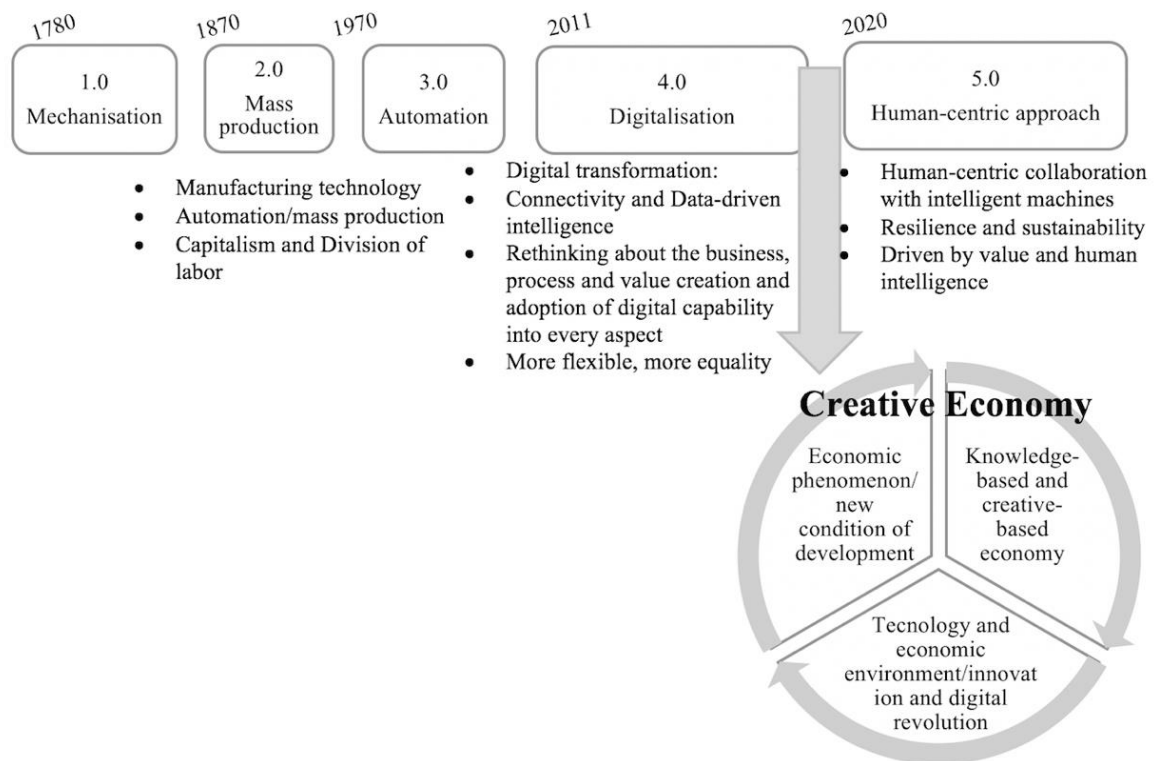 1780
1870
1970
2011
2020
1.0
Mechanisation
2.0
Mass
production
3.0
Automation
4.0
Digitalisation
5.0
Human-centric approach
• Manufacturing technology
• Automation/mass production
• Capitalism and Division of
labor
• Digital transformation:
• Connectivity and Data-driven
intelligence
• Rethinking about the business,
process and value creation and
adoption of digital capability
into every aspect
• More flexible, more equality
• Human-centric collaboration
with intelligent machines
• Resilience and sustainability
• Driven by value and human
intelligence
Creative Economy
Economic
phenomenon/
new
condition of
development
Knowledge-
based and
creative-
based
economy
Tecnology and
economic
environment/innovat
ion and digital
revolution